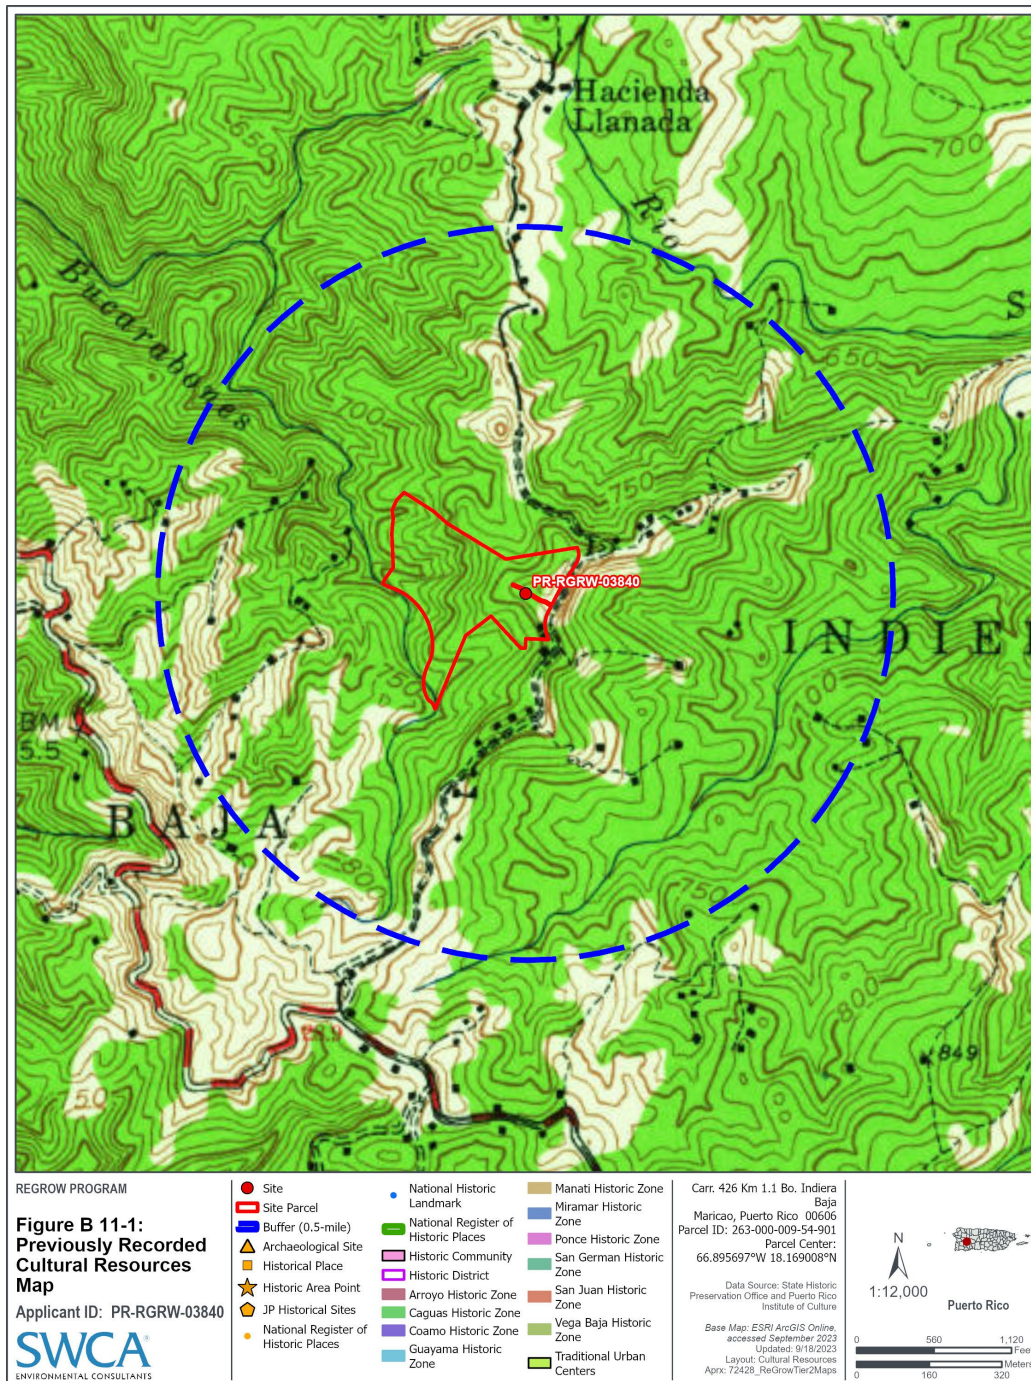 Hacienda
Llanada
650
700
700
Río
Bucarabones
S
650
700
750
PR-RGRW-03840
INDIE
750
800
BM
5.5
BAJA
750
800
849
REGROW PROGRAM
Figure B 11-1:
Previously Recorded
Cultural Resources
Map
Applicant ID: PR-RGRW-03840
SWCA
ENVIRONMENTAL CONSULTANTS
Site
Site Parcel
Buffer (0.5-mile)
Archaeological Site
Historical Place
Historic Area Point
JP Historical Sites
National Register of
Historic Places
National Historic
Landmark
National Register of
Historic Places
Historic Community
Historic District
Arroyo Historic Zone
Caguas Historic Zone
Coamo Historic Zone
Guayama Historic
Zone
Manati Historic Zone
Miramar Historic
Zone
Ponce Historic Zone
San German Historic
Zone
San Juan Historic
Zone
Vega Baja Historic
Zone
Traditional Urban
Centers
Carr. 426 Km 1.1 Bo. Indiera
Baja
Maricao, Puerto Rico 00606
Parcel ID: 263-000-009-54-901
Parcel Center:
66.895697°W 18.169008°N
Data Source: State Historic
Preservation Office and Puerto Rico
Institute of Culture
Base Map: ESRI ArcGIS Online,
accessed September 2023
Updated: 9/18/2023
Layout: Cultural Resources
Aprx: 72428_ReGrowTier2Maps
N
1:12,000
Puerto Rico
0 560 1,120
Feet
Meters
0 160 320